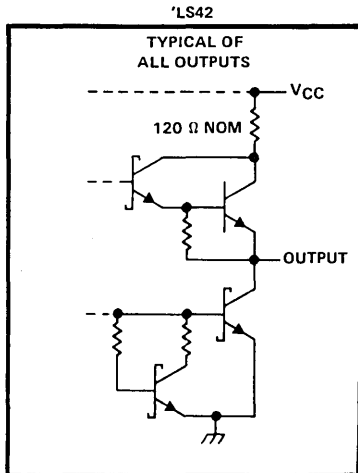 'LS42
TYPICAL OF
ALL OUTPUTS
VCC
120 Ω NOM
OUTPUT